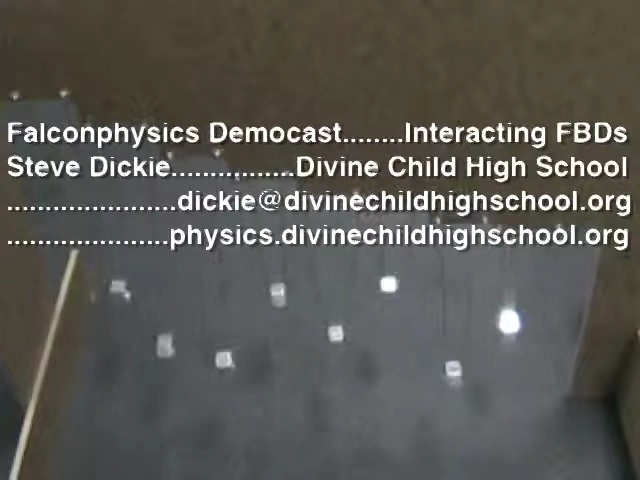 Falconphysics Democast........Interacting FBDs
Steve Dickie................Divine Child High School
......................dickie@divinechildhighschool.org
.....................physics.divinechildhighschool.org